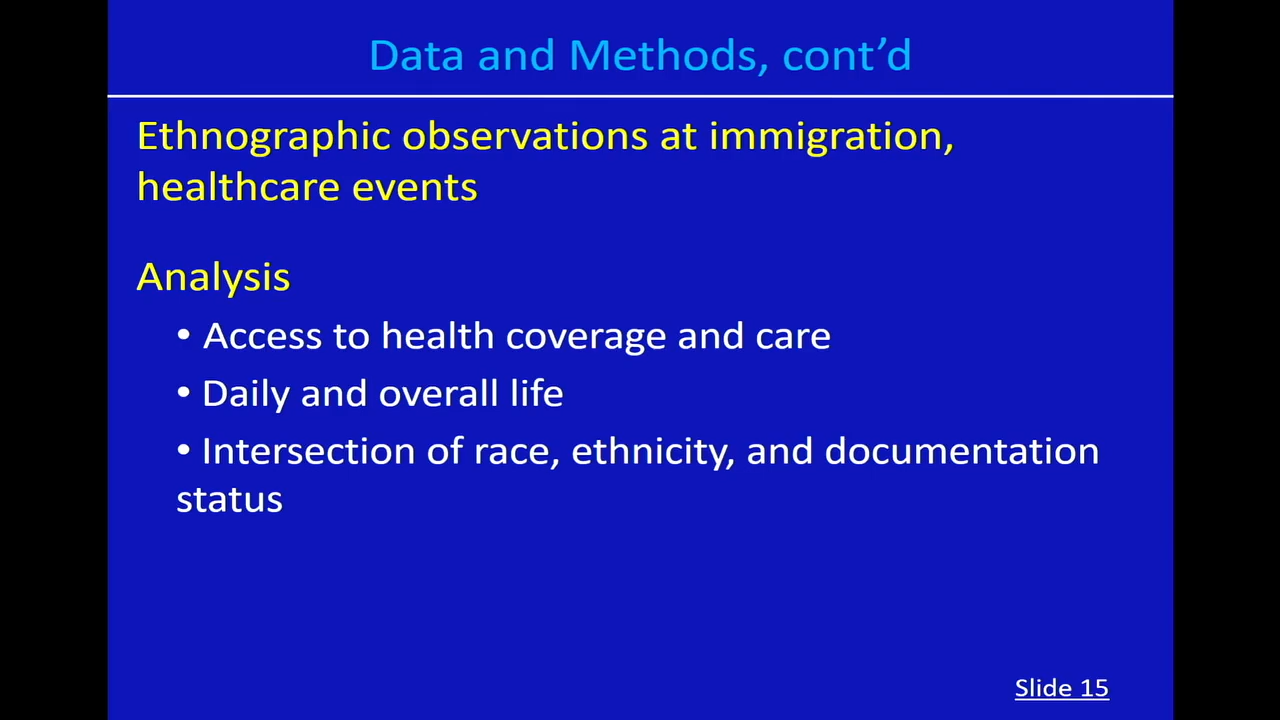 Data and Methods, cont’d
Ethnographic observations at immigration,
healthcare events
Analysis
• Access to health coverage and care
• Daily and overall life
• Intersection of race, ethnicity, and documentation
status
Slide 15